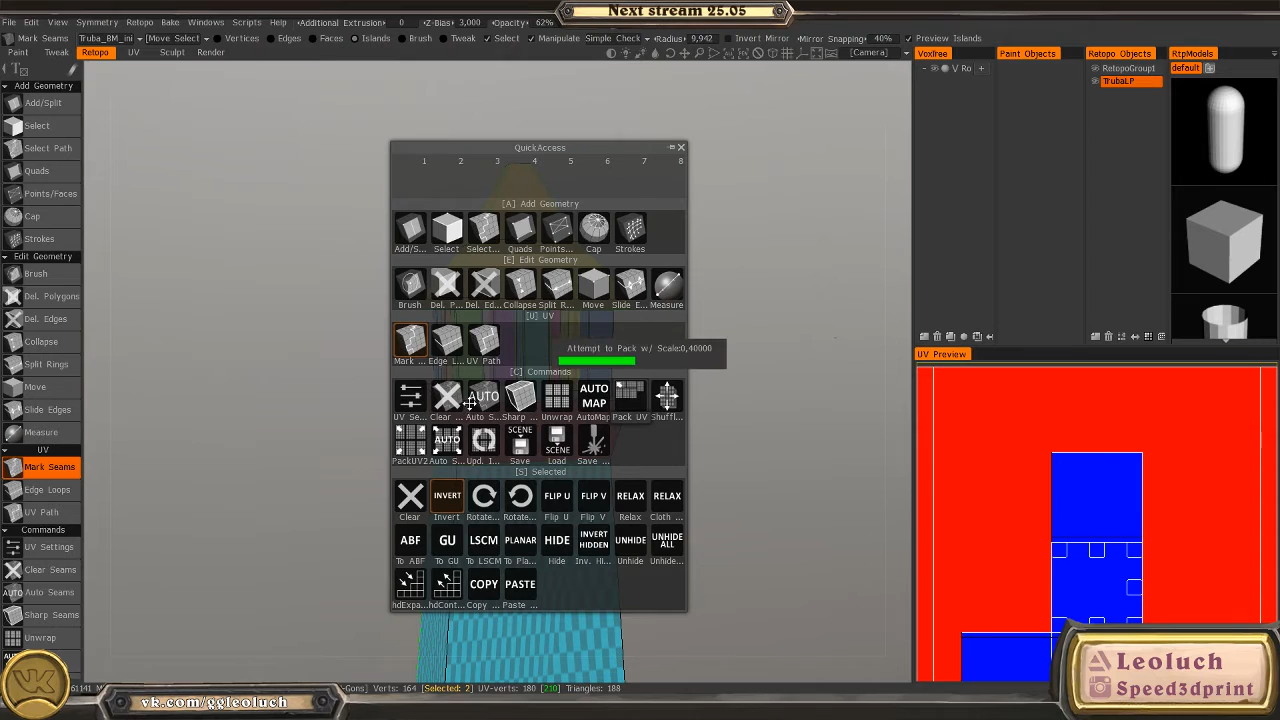 Next stream 25.05
File Edit View Symmetry Retopo Bake Windows Scripts Help Additional Extrusion 0 Z-Bias 3,000 Opacity 62%
Mark Seams Truba_BM_ini [Move Select] Vertices Edges Faces Islands Brush Tweak Select Manipulate Simple Check Radius 9,942 Invert Mirror Mirror Snapping 40% Preview Islands
Paint Tweak Retopo UV Sculpt Render [Camera] VoxTree Paint Objects Retopo Objects RtpModels
V Ro + RetopoGroup1 default
TrubaLP
Add Geometry
Add/Split
Select
Select Path
Quads
Points/Faces
Cap
Strokes
Edit Geometry
Brush
Del. Polygons
Del. Edges
Collapse
Split Rings
Move
Slide Edges
Measure
UV
Mark Seams
Edge Loops
UV Path
Commands
UV Settings
Clear Seams
AUTO Auto Seams
Sharp Seams
Unwrap
QuickAccess
1 2 3 4 5 6 7 8
[A] Add Geometry
Add/S... Select Select... Quads Points... Cap Strokes
[E] Edit Geometry
Brush Del. P... Del. Ed... Collapse Split R... Move Slide E... Measure
[U] UV
Mark ... Edge L... UV Path
Attempt to Pack w/ Scale:0,40000
[C] Commands
AUTO AUTO MAP
UV Se... Clear ... Auto S... Sharp ... Unwrap AutoMap Pack UV Shuffl...
AUTO SCENE SCENE
PackUV2 Auto S... Upd. I... Save Load Save ...
[S] Selected
INVERT FLIP U FLIP V RELAX RELAX
Clear Invert Rotate... Rotate... Flip U Flip V Relax Cloth ...
ABF GU LSCM PLANAR HIDE INVERT HIDDEN UNHIDE UNHIDE ALL
To ABF To GU To LSCM To Pla... Hide Inv. Hi... Unhide Unhide...
COPY PASTE
hdExpa... hdCont... Copy ... Paste ...
UV Preview
Gons] Verts: 164 [Selected: 2] UV-verts: 180 [210] Triangles: 188
vk.com/ggleoluch
Leoluch
Speed3dprint